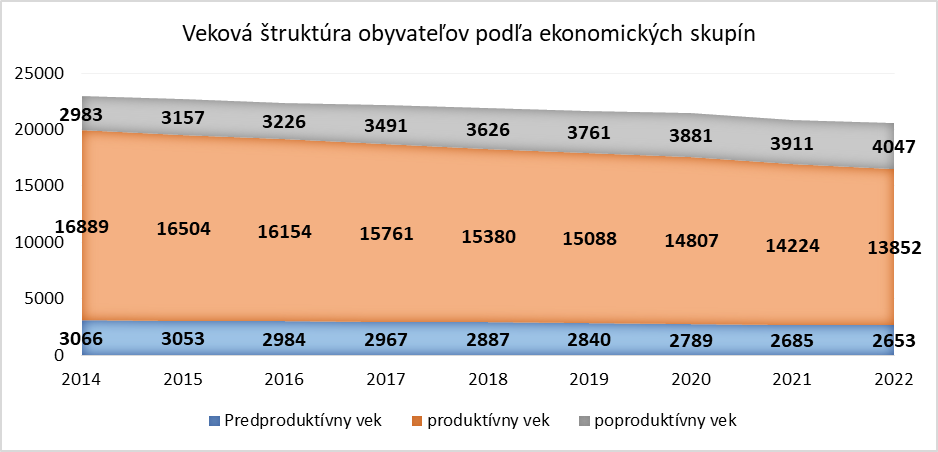 Veková štruktúra obyvateľov podľa ekonomických skupín
25000
20000
15000
10000
5000
0
2983 3157 3226 3491 3626 3761 3881 3911 4047
16889 16504 16154 15761 15380 15088 14807 14224 13852
3066 3053 2984 2967 2887 2840 2789 2685 2653
2014 2015 2016 2017 2018 2019 2020 2021 2022
Predproduktívny vek produktívny vek poproduktívny vek